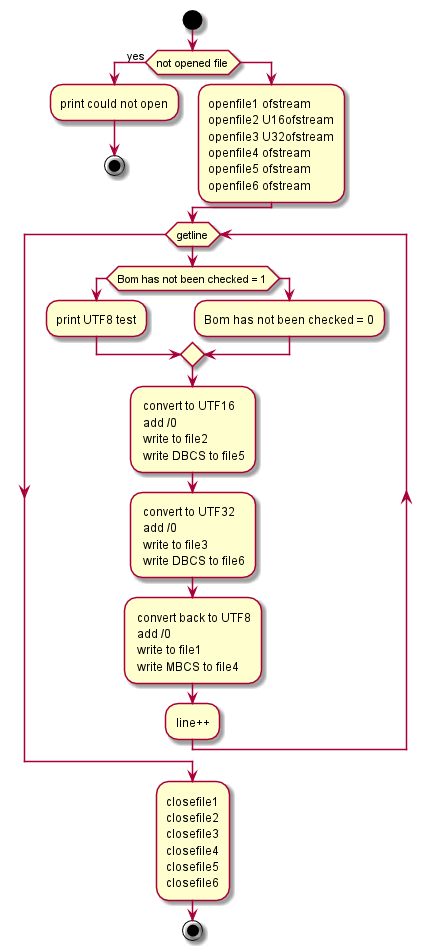 yes
not opened file
print could not open
openfile1 ofstream
openfile2 U16ofstream
openfile3 U32ofstream
openfile4 ofstream
openfile5 ofstream
openfile6 ofstream
getline
Bom has not been checked = 1
print UTF8 test
Bom has not been checked = 0
convert to UTF16
add /0
write to file2
write DBCS to file5
convert to UTF32
add /0
write to file3
write DBCS to file6
convert back to UTF8
add /0
write to file1
write MBCS to file4
line++
closefile1
closefile2
closefile3
closefile4
closefile5
closefile6